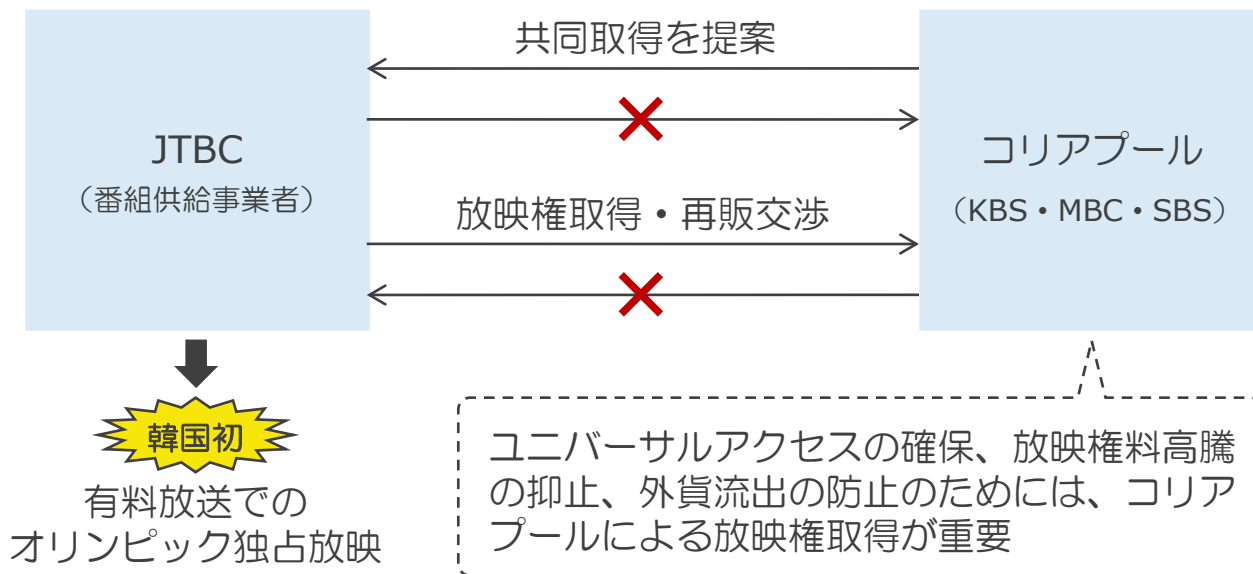 共同取得を提案
JTBC
（番組供給事業者）
コリアプール
（KBS・MBC・SBS）
放映権取得・再販交渉
韓国初
有料放送での
オリンピック独占放映
ユニバーサルアクセスの確保、放映権料高騰
の抑止、外貨流出の防止のためには、コリア
プールによる放映権取得が重要